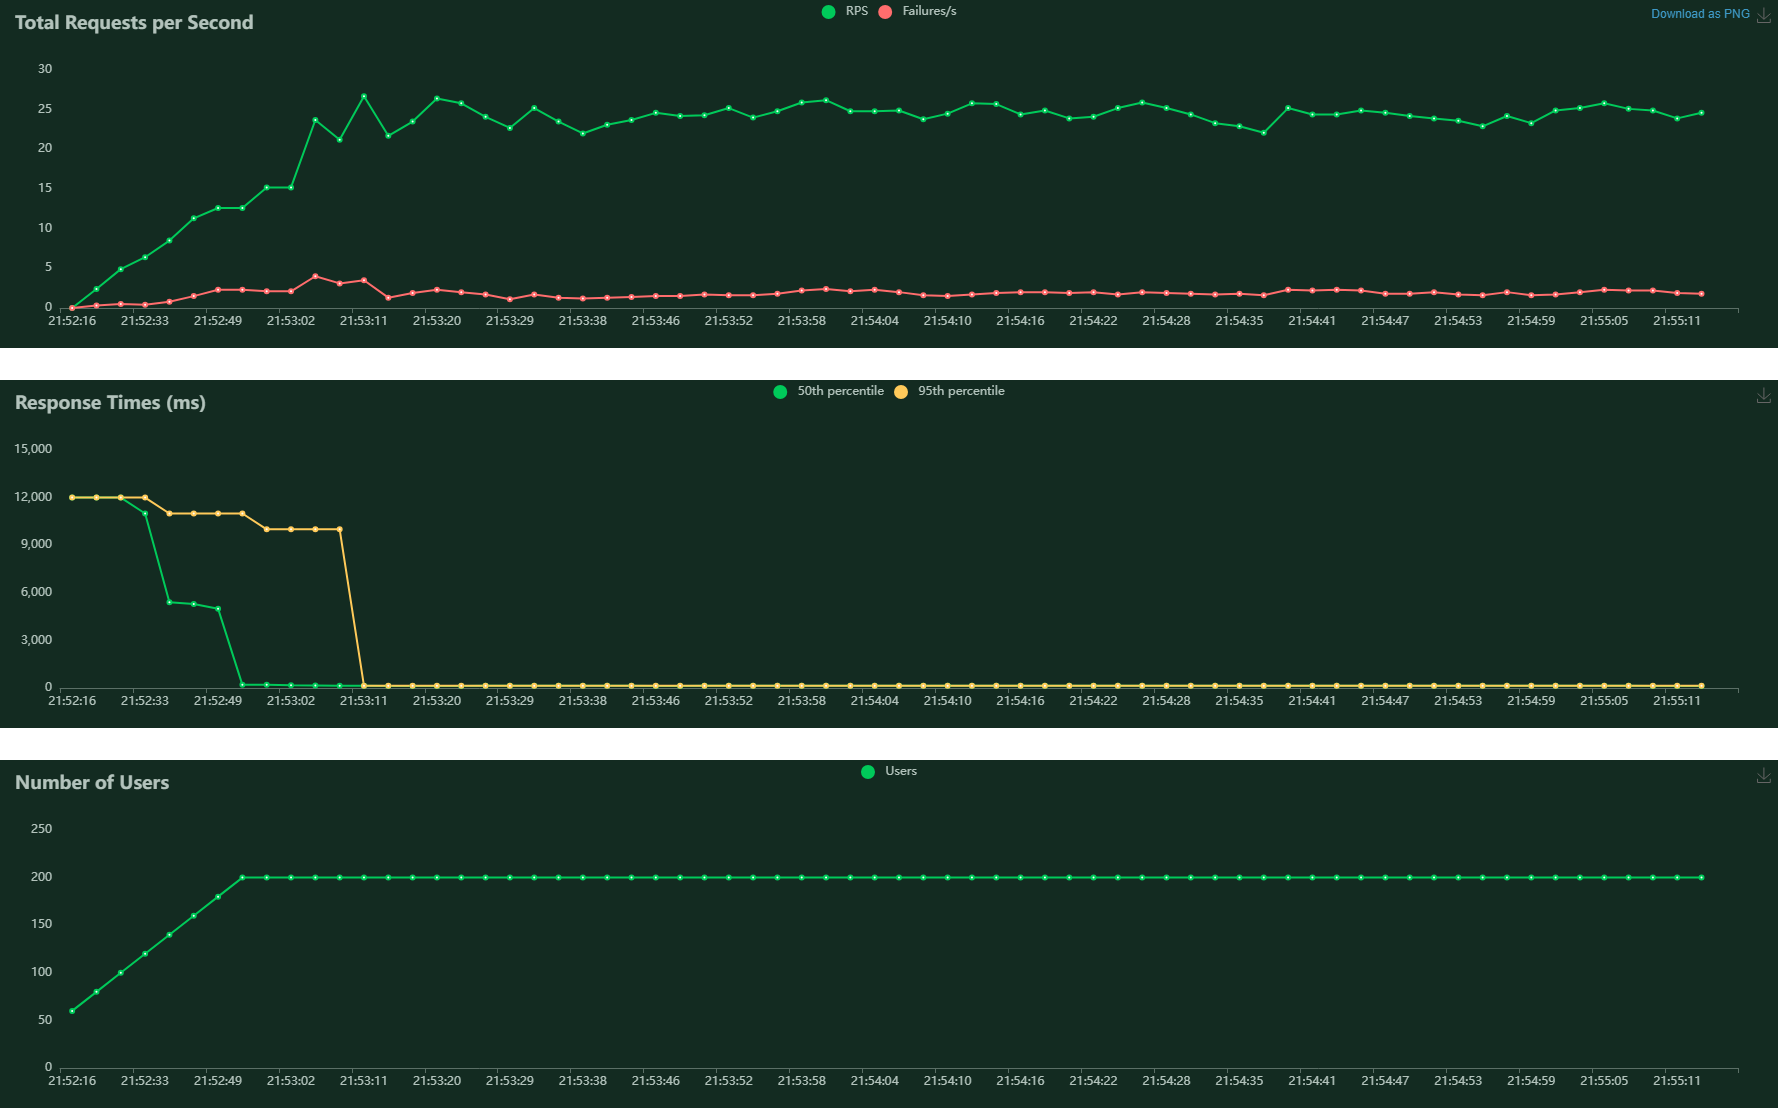 Total Requests per Second
RPS Failures/s
Download as PNG
30
25
20
15
10
5
0
21:52:16 21:52:33 21:52:49 21:53:02 21:53:11 21:53:20 21:53:29 21:53:38 21:53:46 21:53:52 21:53:58 21:54:04 21:54:10 21:54:16 21:54:22 21:54:28 21:54:35 21:54:41 21:54:47 21:54:53 21:54:59 21:55:05 21:55:11
Response Times (ms)
50th percentile 95th percentile
15,000
12,000
9,000
6,000
3,000
0
21:52:16 21:52:33 21:52:49 21:53:02 21:53:11 21:53:20 21:53:29 21:53:38 21:53:46 21:53:52 21:53:58 21:54:04 21:54:10 21:54:16 21:54:22 21:54:28 21:54:35 21:54:41 21:54:47 21:54:53 21:54:59 21:55:05 21:55:11
Number of Users
Users
250
200
150
100
50
0
21:52:16 21:52:33 21:52:49 21:53:02 21:53:11 21:53:20 21:53:29 21:53:38 21:53:46 21:53:52 21:53:58 21:54:04 21:54:10 21:54:16 21:54:22 21:54:28 21:54:35 21:54:41 21:54:47 21:54:53 21:54:59 21:55:05 21:55:11